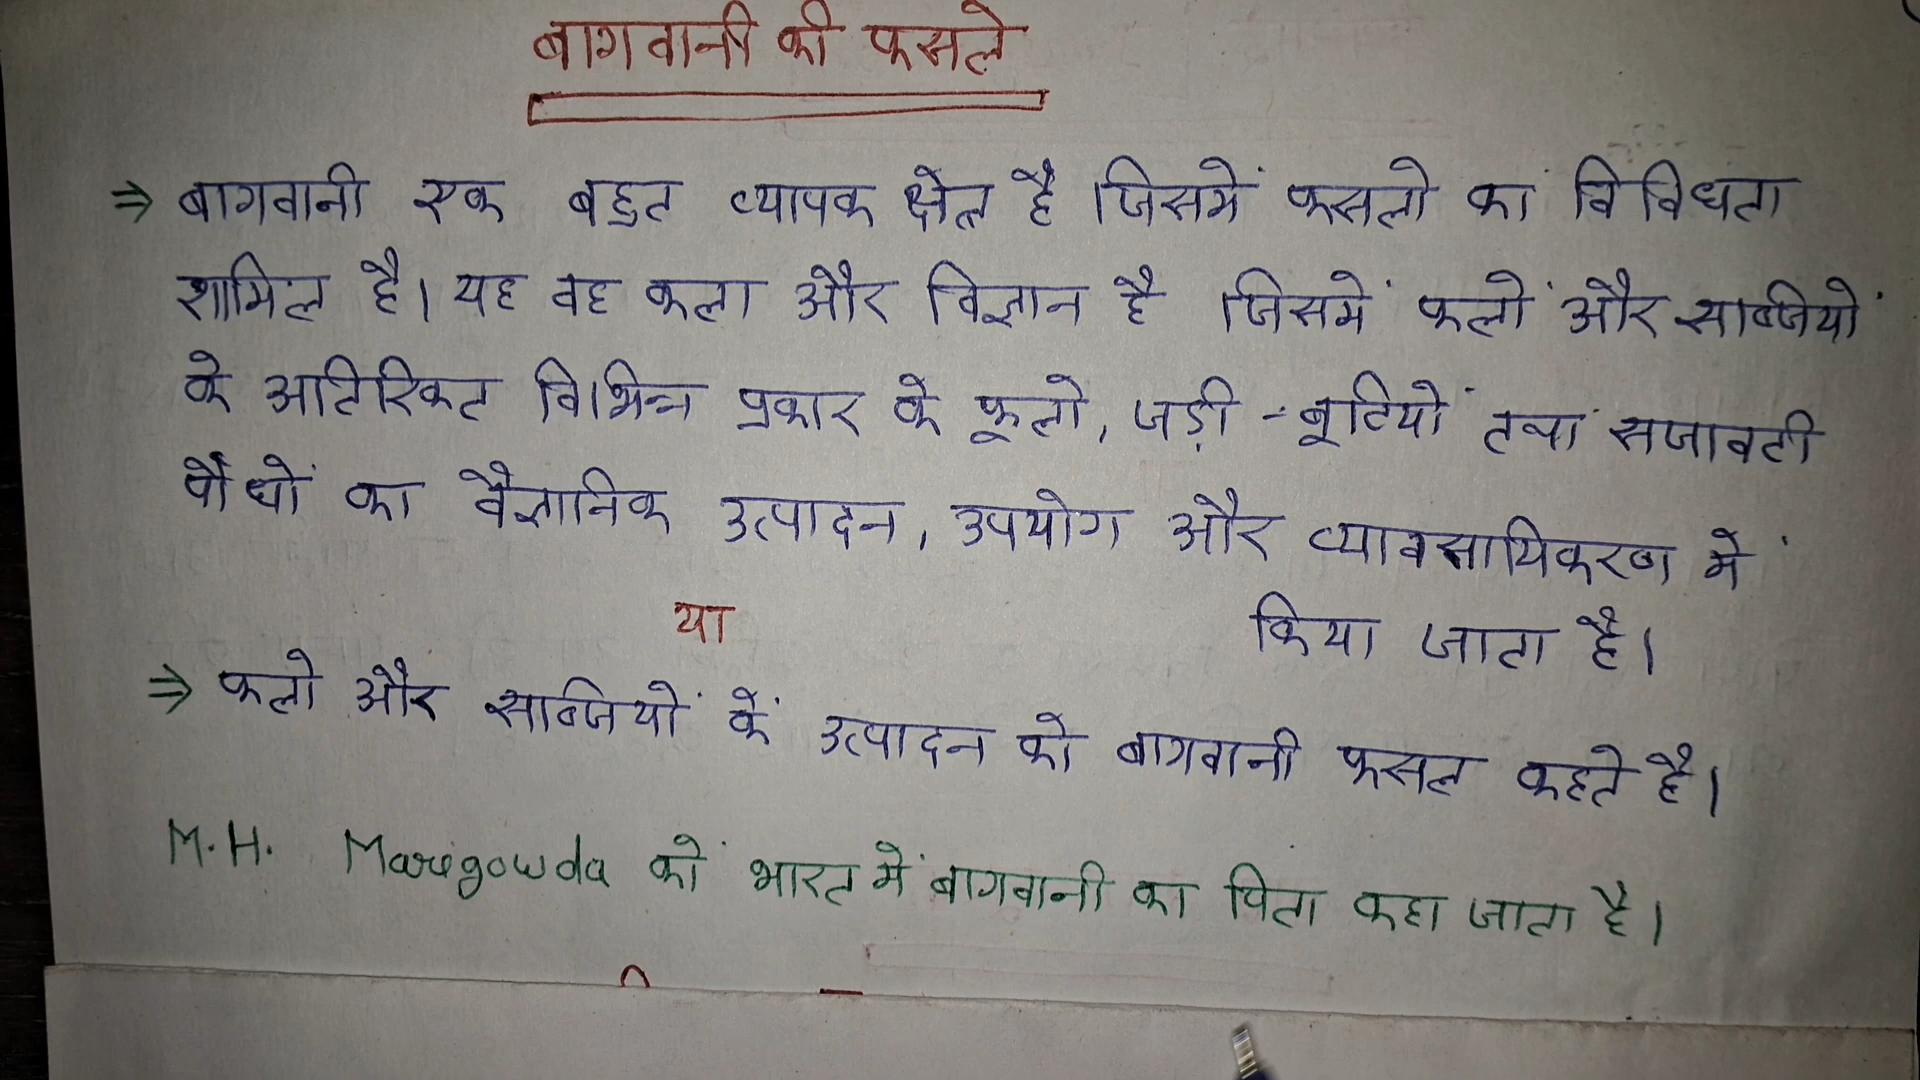 बागवानी की फसले
⇒ बागवानी एक बहुत व्यापक क्षेत्र है जिसमें फसलो का विविधता
शामिल है। यह वह कला और विज्ञान है जिसमें फलों और सब्जियों
के अतिरिक्त विभिन्न प्रकार के फूलो, जड़ी - बूटियों तथा सजावटी
पौधों का वैज्ञानिक उत्पादन, उपयोग और व्यावसायिकरण में
किया जाता है।
या
⇒ फलो और सब्जियों कें उत्पादन को बागवानी फसल कहते है।
M.H. Marigowda को भारत में बागवानी का पिता कहा जाता है।